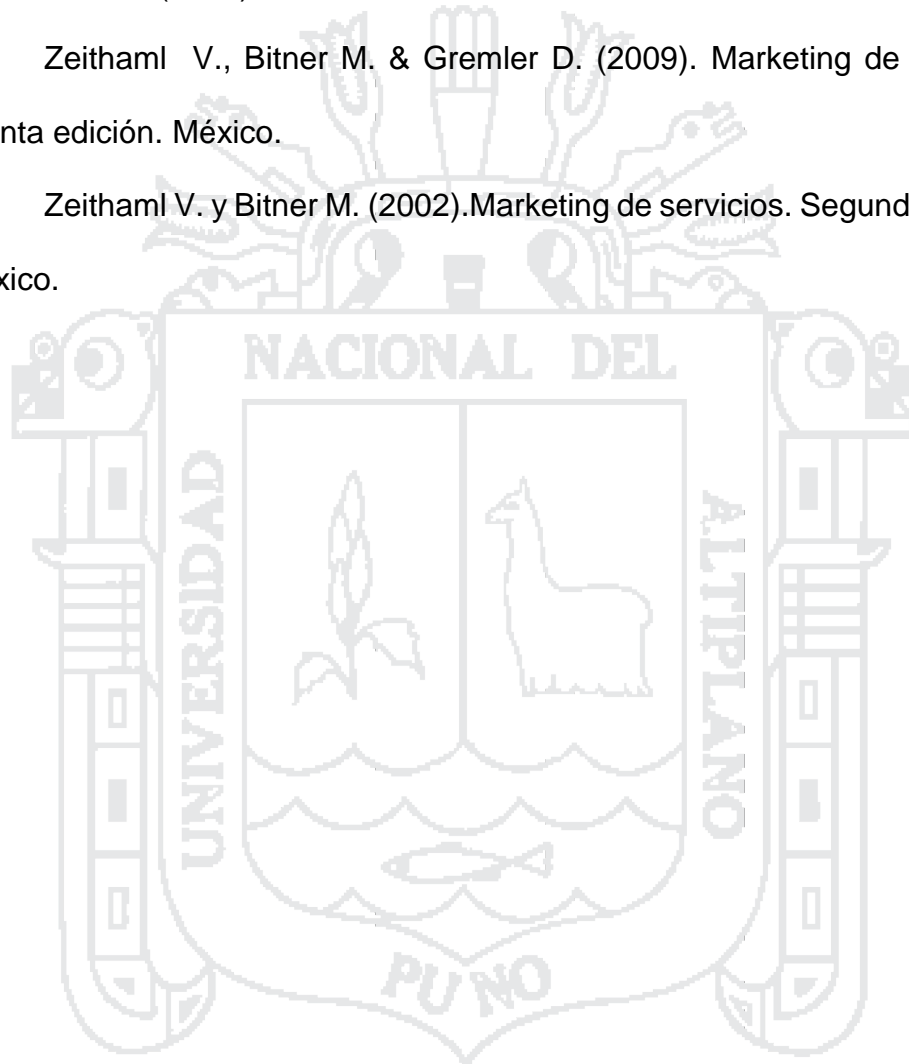 Zeithaml V., Bitner M. & Gremler D. (2009). Marketing de
nta edición. México.
Zeithaml V. y Bitner M. (2002).Marketing de servicios. Segund
xico.
NACIONAL DEL
UNIVERSIDAD
ALTIPLANO
PUNO